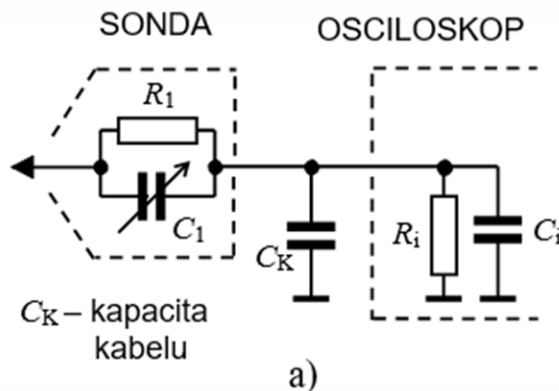 SONDA
OSCILOSKOP
R1
C1
CK
Ri
Ci
CK – kapacita
kabelu
a)